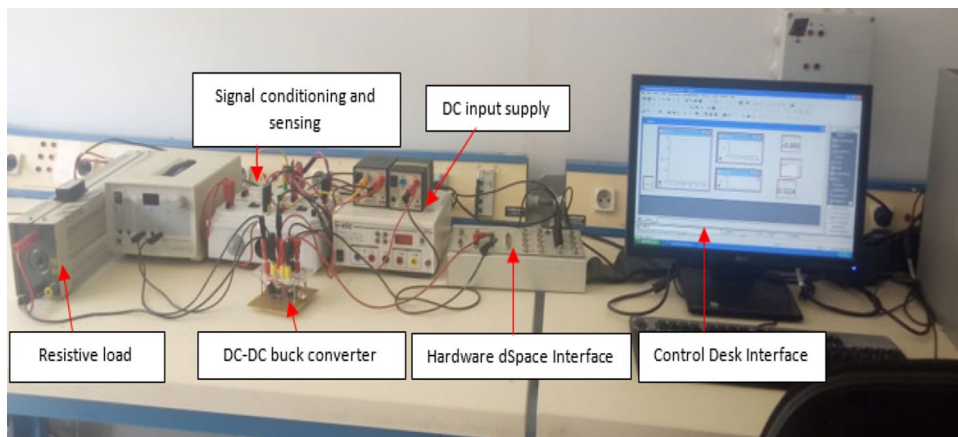 Signal conditioning and
sensing
DC input supply
Resistive load
DC-DC buck converter
Hardware dSpace Interface
Control Desk Interface